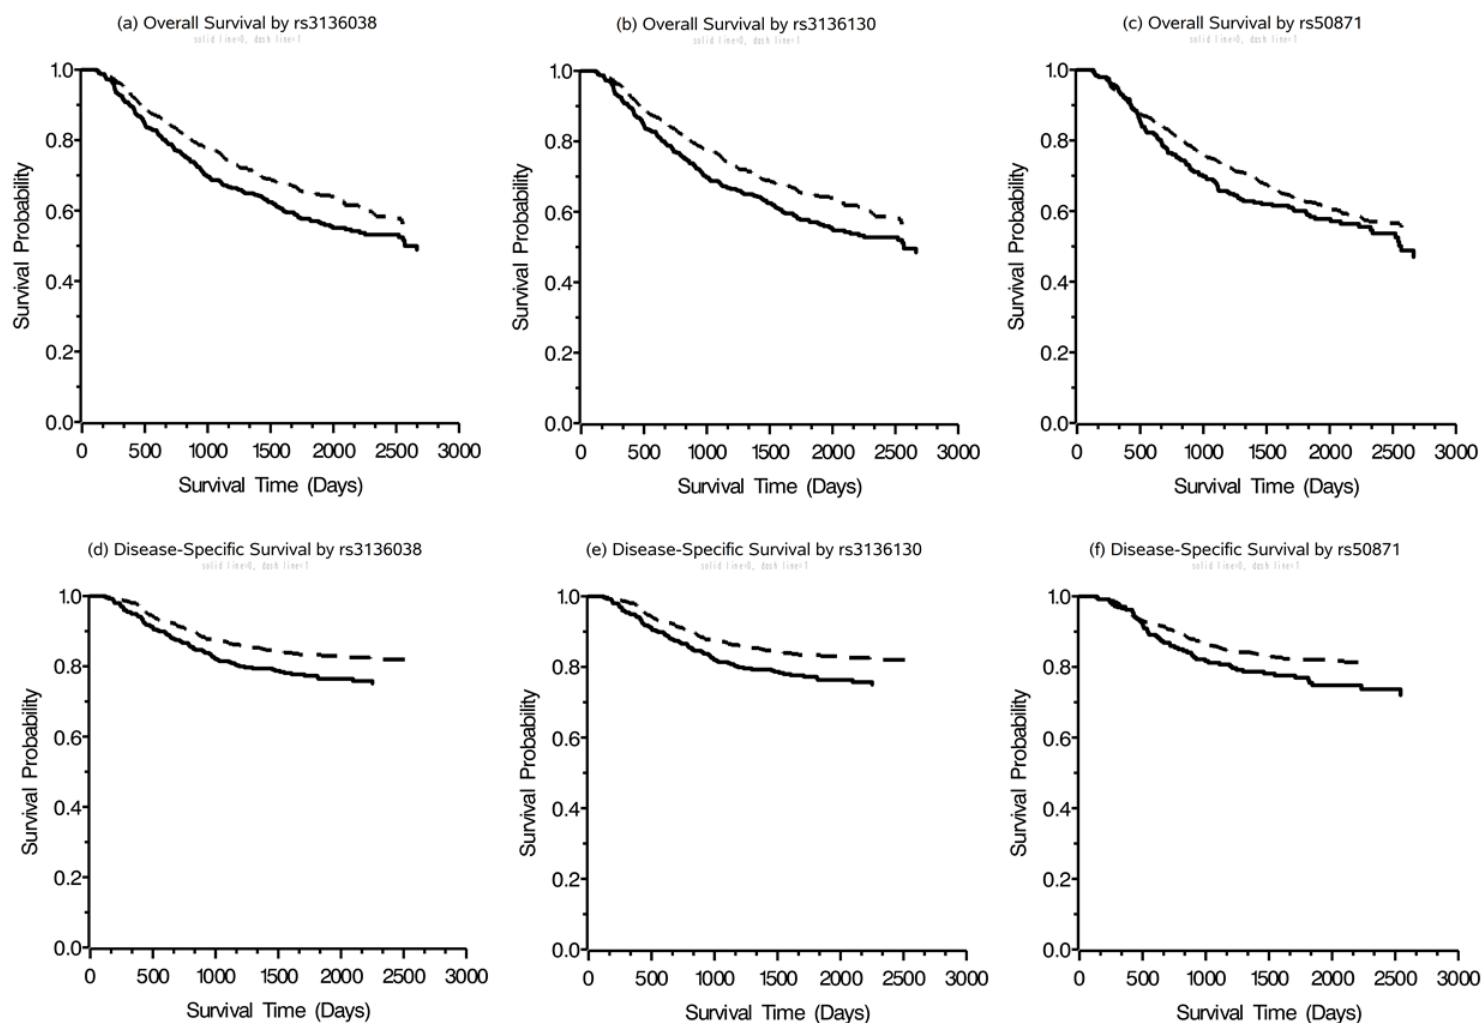 (a) Overall Survival by rs3136038
solid line=0, dash line=1
1.0
0.8
0.6
0.4
0.2
0.0
Survival Probability
0 500 1000 1500 2000 2500 3000
Survival Time (Days)
(b) Overall Survival by rs3136130
solid line=0, dash line=1
1.0
0.8
0.6
0.4
0.2
0.0
Survival Probability
0 500 1000 1500 2000 2500 3000
Survival Time (Days)
(c) Overall Survival by rs50871
solid line=0, dash line=1
1.0
0.8
0.6
0.4
0.2
0.0
Survival Probability
0 500 1000 1500 2000 2500 3000
Survival Time (Days)
(d) Disease-Specific Survival by rs3136038
solid line=0, dash line=1
1.0
0.8
0.6
0.4
0.2
0.0
Survival Probability
0 500 1000 1500 2000 2500 3000
Survival Time (Days)
(e) Disease-Specific Survival by rs3136130
solid line=0, dash line=1
1.0
0.8
0.6
0.4
0.2
0.0
Survival Probability
0 500 1000 1500 2000 2500 3000
Survival Time (Days)
(f) Disease-Specific Survival by rs50871
solid line=0, dash line=1
1.0
0.8
0.6
0.4
0.2
0.0
Survival Probability
0 500 1000 1500 2000 2500 3000
Survival Time (Days)